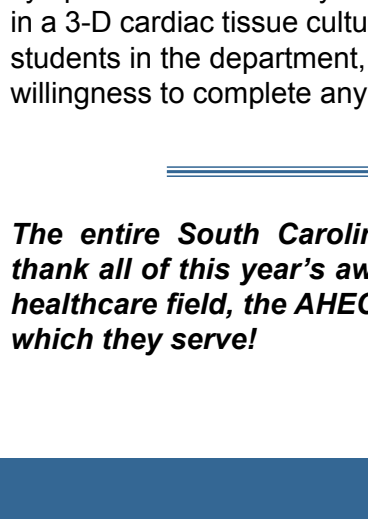 in a 3-D cardiac tissue cultu
students in the department,
willingness to complete any
The entire South Carolin
thank all of this year's aw
healthcare field, the AHEC
which they serve!